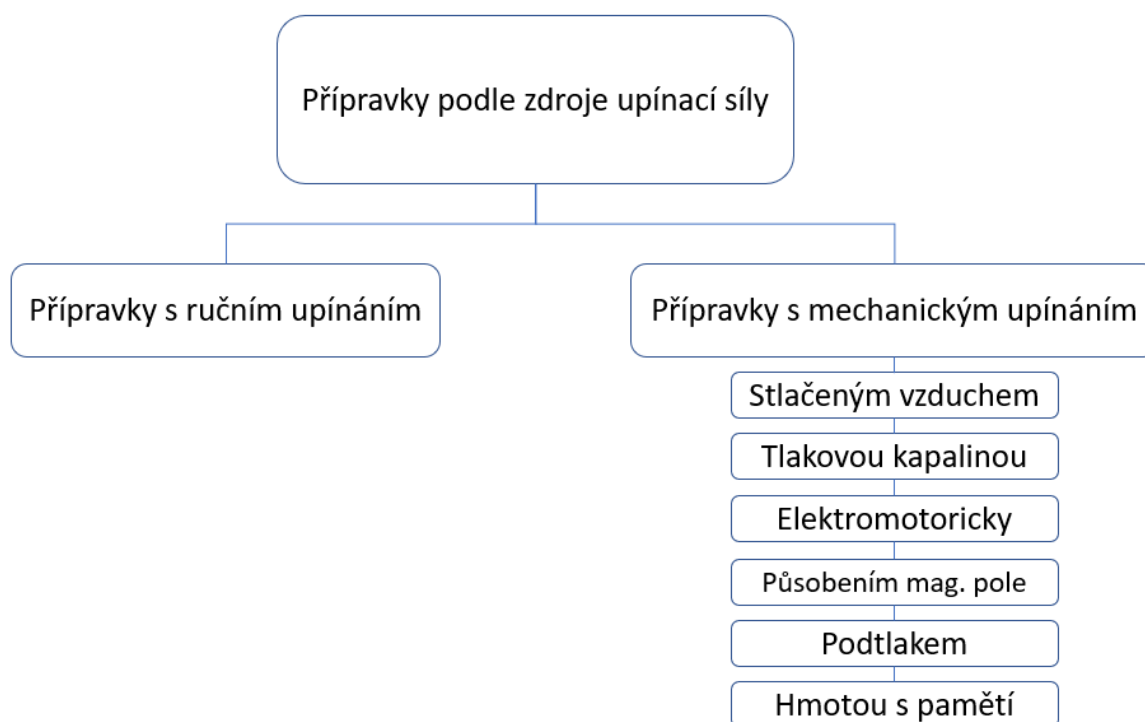 Přípravky podle zdroje upínací síly
Přípravky s ručním upínáním
Přípravky s mechanickým upínáním
Stlačeným vzduchem
Tlakovou kapalinou
Elektromotoricky
Působením mag. pole
Podtlakem
Hmotou s pamětí